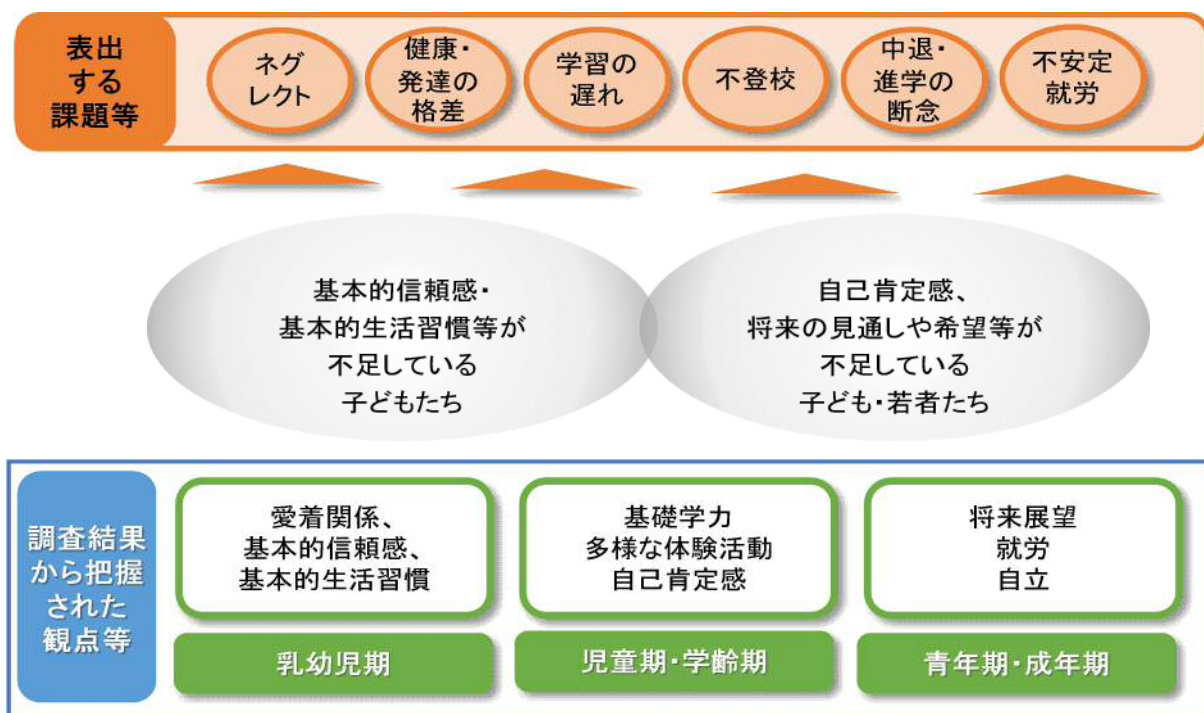 表出
する
課題等
ネグ
レクト
健康・
発達の
格差
学習の
遅れ
不登校
中退・
進学の
断念
不安定
就労
基本的信頼感・
基本的生活習慣等が
不足している
子どもたち
自己肯定感、
将来の見通しや希望等が
不足している
子ども・若者たち
調査結果
から把握
された
観点等
愛着関係、
基本的信頼感、
基本的生活習慣
乳幼児期
基礎学力
多様な体験活動
自己肯定感
児童期・学齢期
将来展望
就労
自立
青年期・成年期